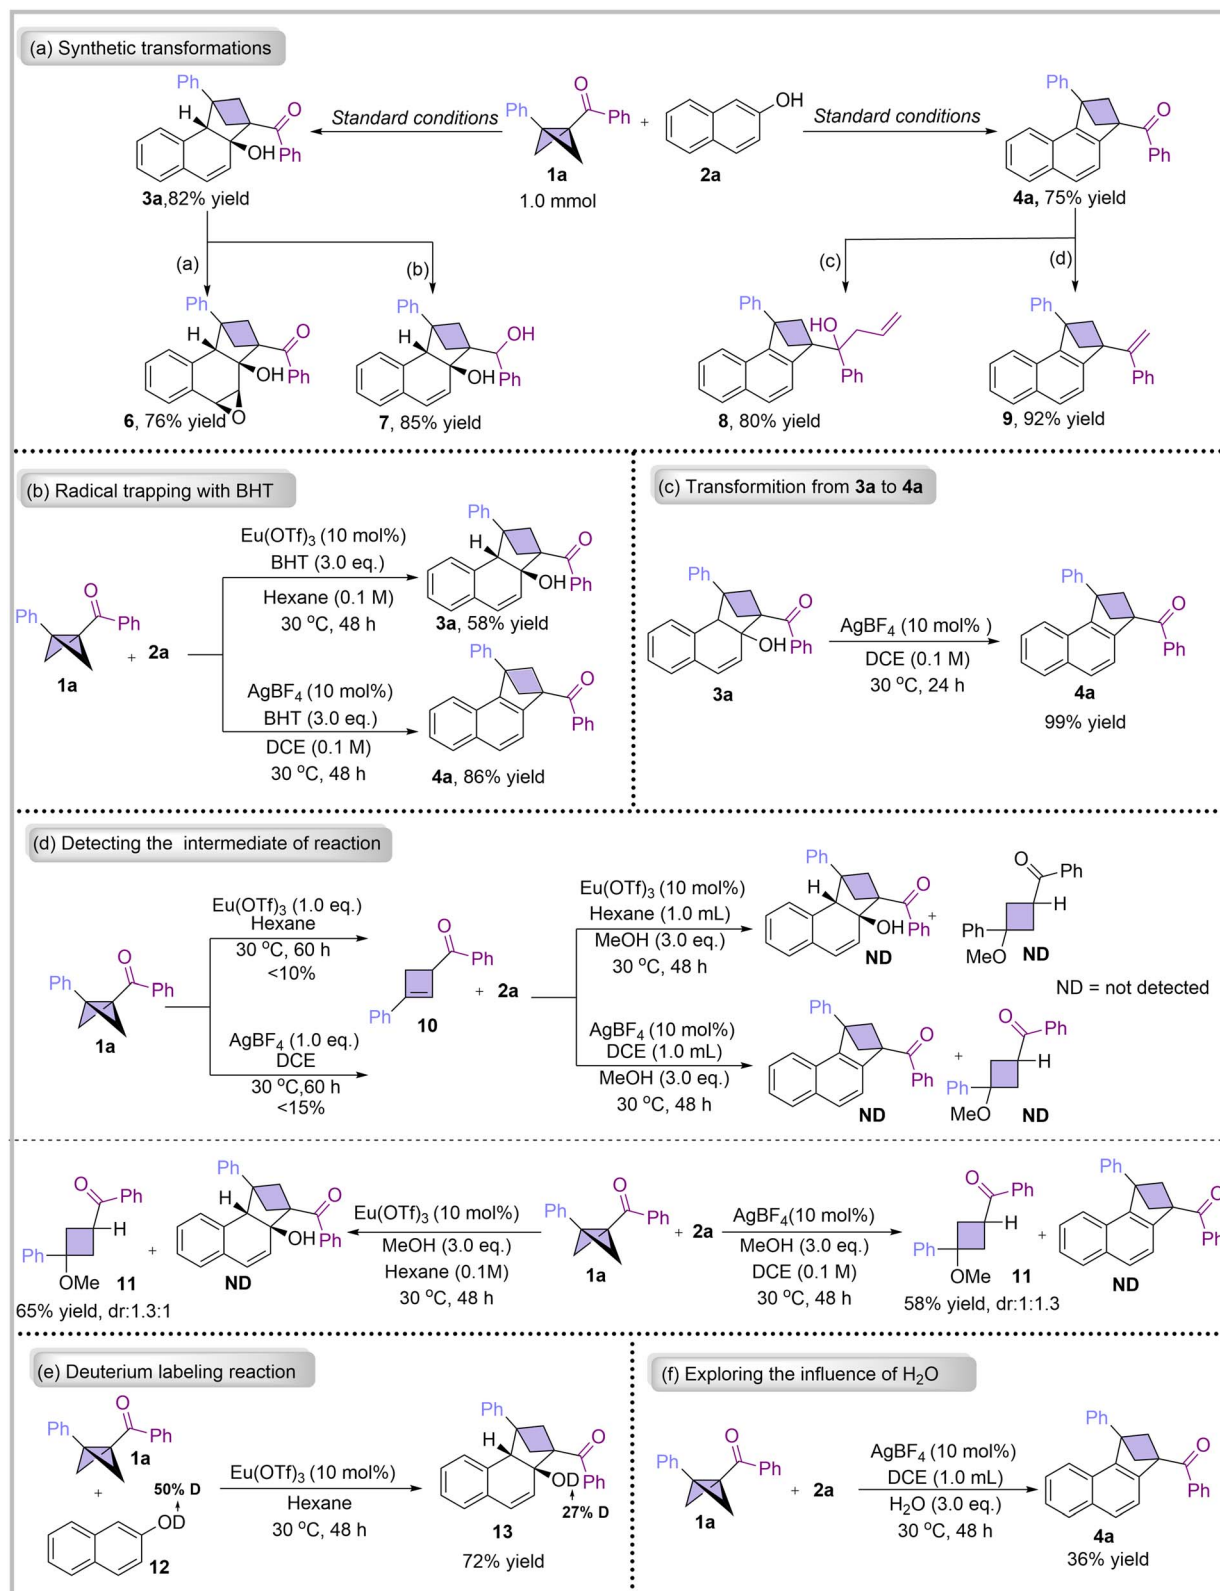 (a) Synthetic transformations
Ph
H
O
OH
Ph
3a,82% yield
Standard conditions
Ph
O
Ph
1a
1.0 mmol
+
OH
2a
Standard conditions
Ph
O
Ph
4a, 75% yield
(a)
(b)
(c)
(d)
Ph
H
O
OH
Ph
O
6, 76% yield
Ph
H
OH
OH
Ph
7, 85% yield
Ph
HO
Ph
8, 80% yield
Ph
Ph
9, 92% yield
(b) Radical trapping with BHT
Ph
O
Ph
1a
+ 2a
Eu(OTf)3 (10 mol%)
BHT (3.0 eq.)
Hexane (0.1 M)
30 °C, 48 h
Ph
H
O
OH
Ph
3a, 58% yield
AgBF4 (10 mol%)
BHT (3.0 eq.)
DCE (0.1 M)
30 °C, 48 h
Ph
O
Ph
4a, 86% yield
(c) Transformition from 3a to 4a
Ph
O
OH
Ph
3a
AgBF4 (10 mol% )
DCE (0.1 M)
30 °C, 24 h
Ph
O
Ph
4a
99% yield
(d) Detecting the intermediate of reaction
Ph
O
Ph
1a
Eu(OTf)3 (1.0 eq.)
Hexane
30 °C, 60 h
<10%
AgBF4 (1.0 eq.)
DCE
30 °C,60 h
<15%
O
Ph
Ph
10
+ 2a
Eu(OTf)3 (10 mol%)
Hexane (1.0 mL)
MeOH (3.0 eq.)
30 °C, 48 h
Ph
H
O
OH
Ph
ND
+
O
Ph
H
Ph
MeO
ND
ND = not detected
AgBF4 (10 mol%)
DCE (1.0 mL)
MeOH (3.0 eq.)
30 °C, 48 h
Ph
O
Ph
ND
+
O
Ph
H
Ph
MeO
ND
O
Ph
H
Ph
OMe
11
65% yield, dr:1.3:1
+
Ph
H
O
OH
Ph
ND
Eu(OTf)3 (10 mol%)
MeOH (3.0 eq.)
Hexane (0.1M)
30 °C, 48 h
Ph
O
Ph
1a
+ 2a
AgBF4(10 mol%)
MeOH (3.0 eq.)
DCE (0.1 M)
30 °C, 48 h
O
Ph
H
Ph
OMe
11
58% yield, dr:1:1.3
+
Ph
O
Ph
ND
(e) Deuterium labeling reaction
Ph
O
Ph
1a
+
50% D
OD
12
Eu(OTf)3 (10 mol%)
Hexane
30 °C, 48 h
Ph
H
O
OD
Ph
27% D
13
72% yield
(f) Exploring the influence of H2O
Ph
O
Ph
1a
+ 2a
AgBF4 (10 mol%)
DCE (1.0 mL)
H2O (3.0 eq.)
30 °C, 48 h
Ph
O
Ph
4a
36% yield